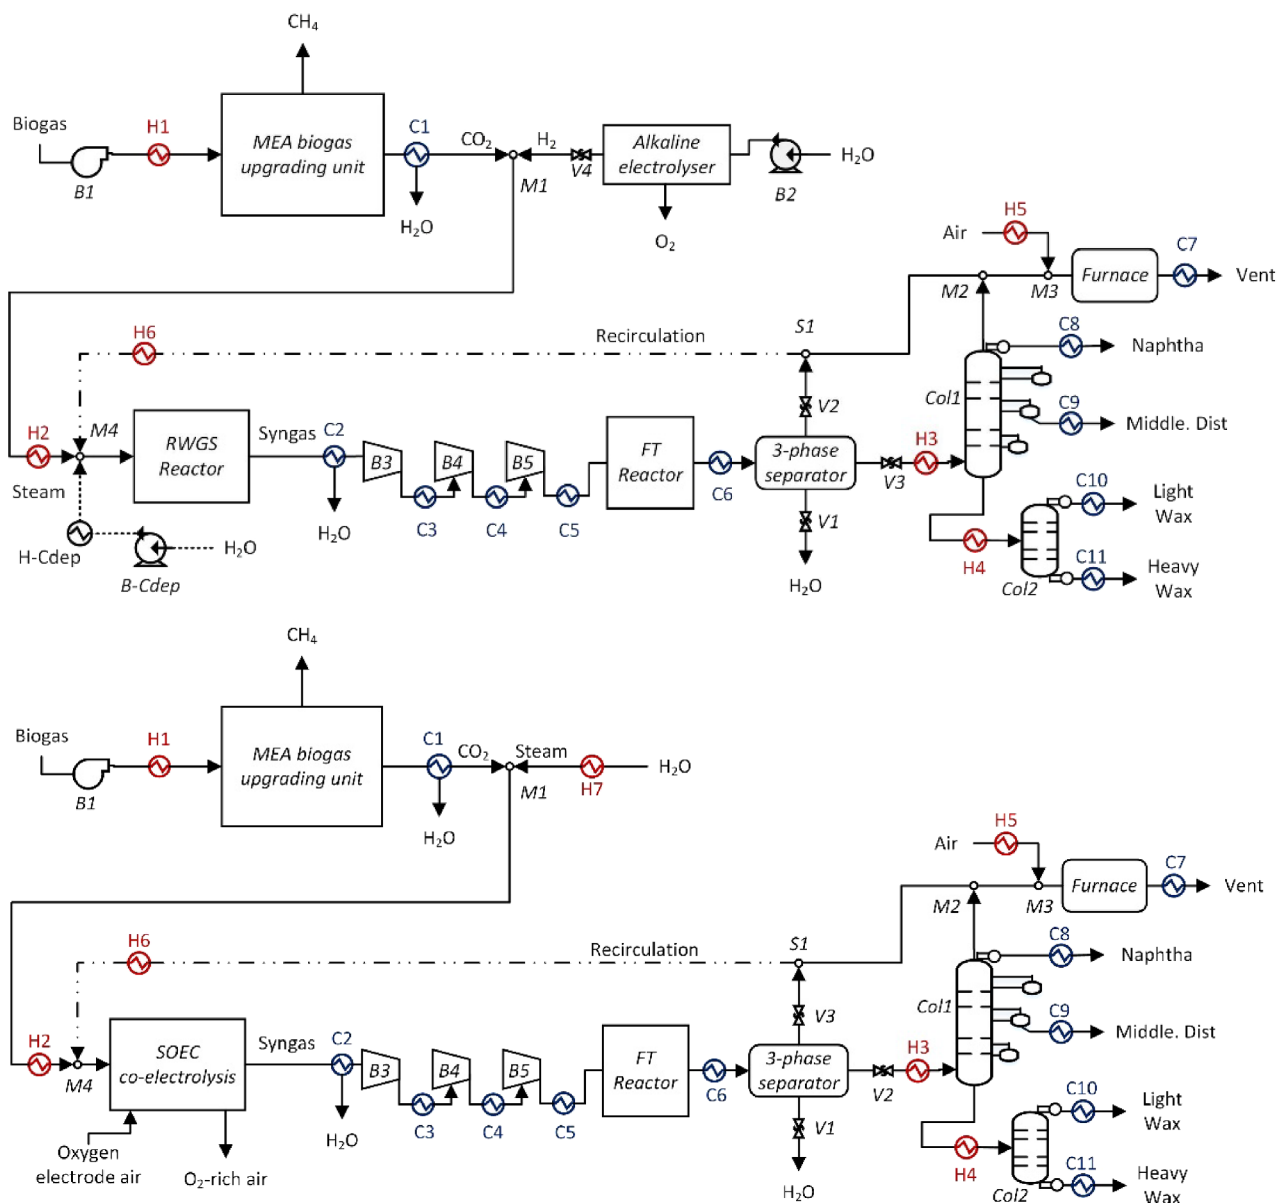 CH4
Biogas
H1
MEA biogas
upgrading unit
C1
CO2
H2
V4
Alkaline
electrolyser
H2O
B1
M1
B2
H2O
O2
H5
Air
C7
Furnace
Vent
M2
M3
H6
Recirculation
S1
C8
Naphtha
Col1
V2
C9
Middle. Dist
H2
M4
RWGS
Reactor
Syngas
C2
B3
B4
B5
FT
Reactor
3-phase
separator
H3
Steam
C6
V3
C10
Light
Wax
H2O
C3
C4
C5
V1
H-Cdep
H2O
B-Cdep
H4
C11
Heavy
Wax
Col2
H2O
CH4
Biogas
H1
MEA biogas
upgrading unit
C1
CO2
Steam
H2O
B1
M1
H7
H2O
H5
Air
C7
Furnace
Vent
M2
M3
H6
Recirculation
S1
C8
Naphtha
Col1
V3
C9
Middle. Dist
H2
M4
SOEC
co-electrolysis
Syngas
C2
B3
B4
B5
FT
Reactor
3-phase
separator
H3
C6
V2
C10
Light
Wax
H2O
C3
C4
C5
V1
Oxygen
electrode air
O2-rich air
H4
C11
Heavy
Wax
Col2
H2O